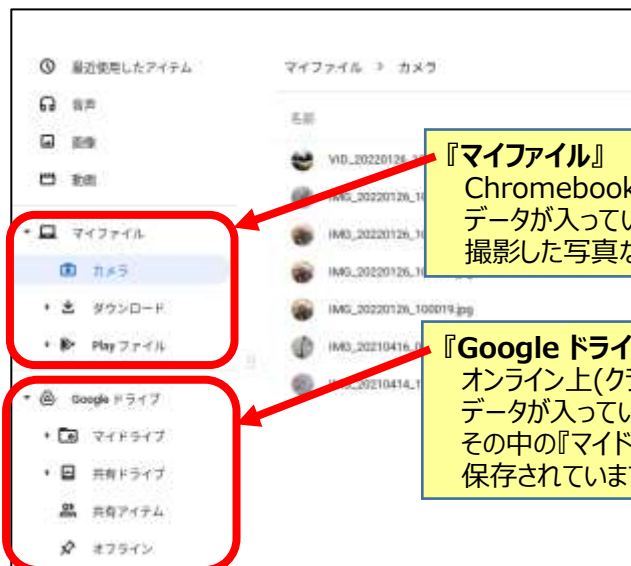 最近使用したアイテム
音声
画像
動画
マイファイル
カメラ
ダウンロード
Play ファイル
Google ドライブ
マイドライブ
共有ドライブ
共有アイテム
オフライン
マイファイル > カメラ
名前
VID_20220126_
IMG_20220126_10
IMG_20220126_10
IMG_20220126_10
IMG_20220126_100019.jpg
IMG_20210416_0
20210414_1
『マイファイル』
Chromebook
データが入ってい
撮影した写真な
『Google ドライ
オンライン上(クラ
データが入ってい
その中の『マイド
保存されています